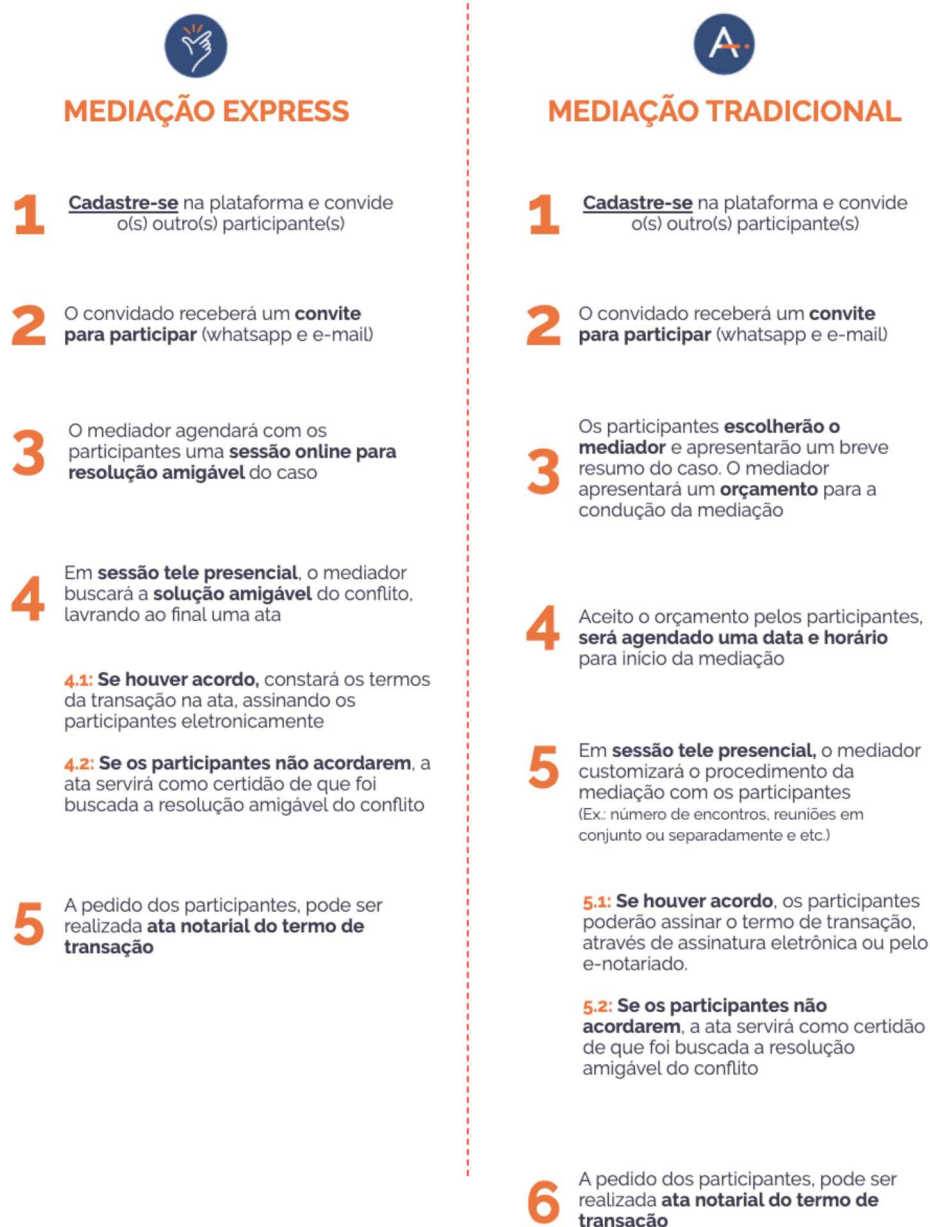 MEDIAÇÃO EXPRESS
1
Cadastre-se na plataforma e convide
o(s) outro(s) participante(s)
2
O convidado receberá um convite
para participar (whatsapp e e-mail)
3
O mediador agendará com os
participantes uma sessão online para
resolução amigável do caso
4
Em sessão tele presencial, o mediador
buscará a solução amigável do conflito,
lavrando ao final uma ata
4.1: Se houver acordo, constará os termos
da transação na ata, assinando os
participantes eletronicamente
4.2: Se os participantes não acordarem, a
ata servirá como certidão de que foi
buscada a resolução amigável do conflito
5
A pedido dos participantes, pode ser
realizada ata notarial do termo de
transação
A
MEDIAÇÃO TRADICIONAL
1
Cadastre-se na plataforma e convide
o(s) outro(s) participante(s)
2
O convidado receberá um convite
para participar (whatsapp e e-mail)
3
Os participantes escolherão o
mediador e apresentarão um breve
resumo do caso. O mediador
apresentará um orçamento para a
condução da mediação
4
Aceito o orçamento pelos participantes,
será agendado uma data e horário
para início da mediação
5
Em sessão tele presencial, o mediador
customizará o procedimento da
mediação com os participantes
(Ex.: número de encontros, reuniões em
conjunto ou separadamente e etc.)
5.1: Se houver acordo, os participantes
poderão assinar o termo de transação,
através de assinatura eletrônica ou pelo
e-notariado.
5.2: Se os participantes não
acordarem, a ata servirá como certidão
de que foi buscada a resolução
amigável do conflito
6
A pedido dos participantes, pode ser
realizada ata notarial do termo de
transação